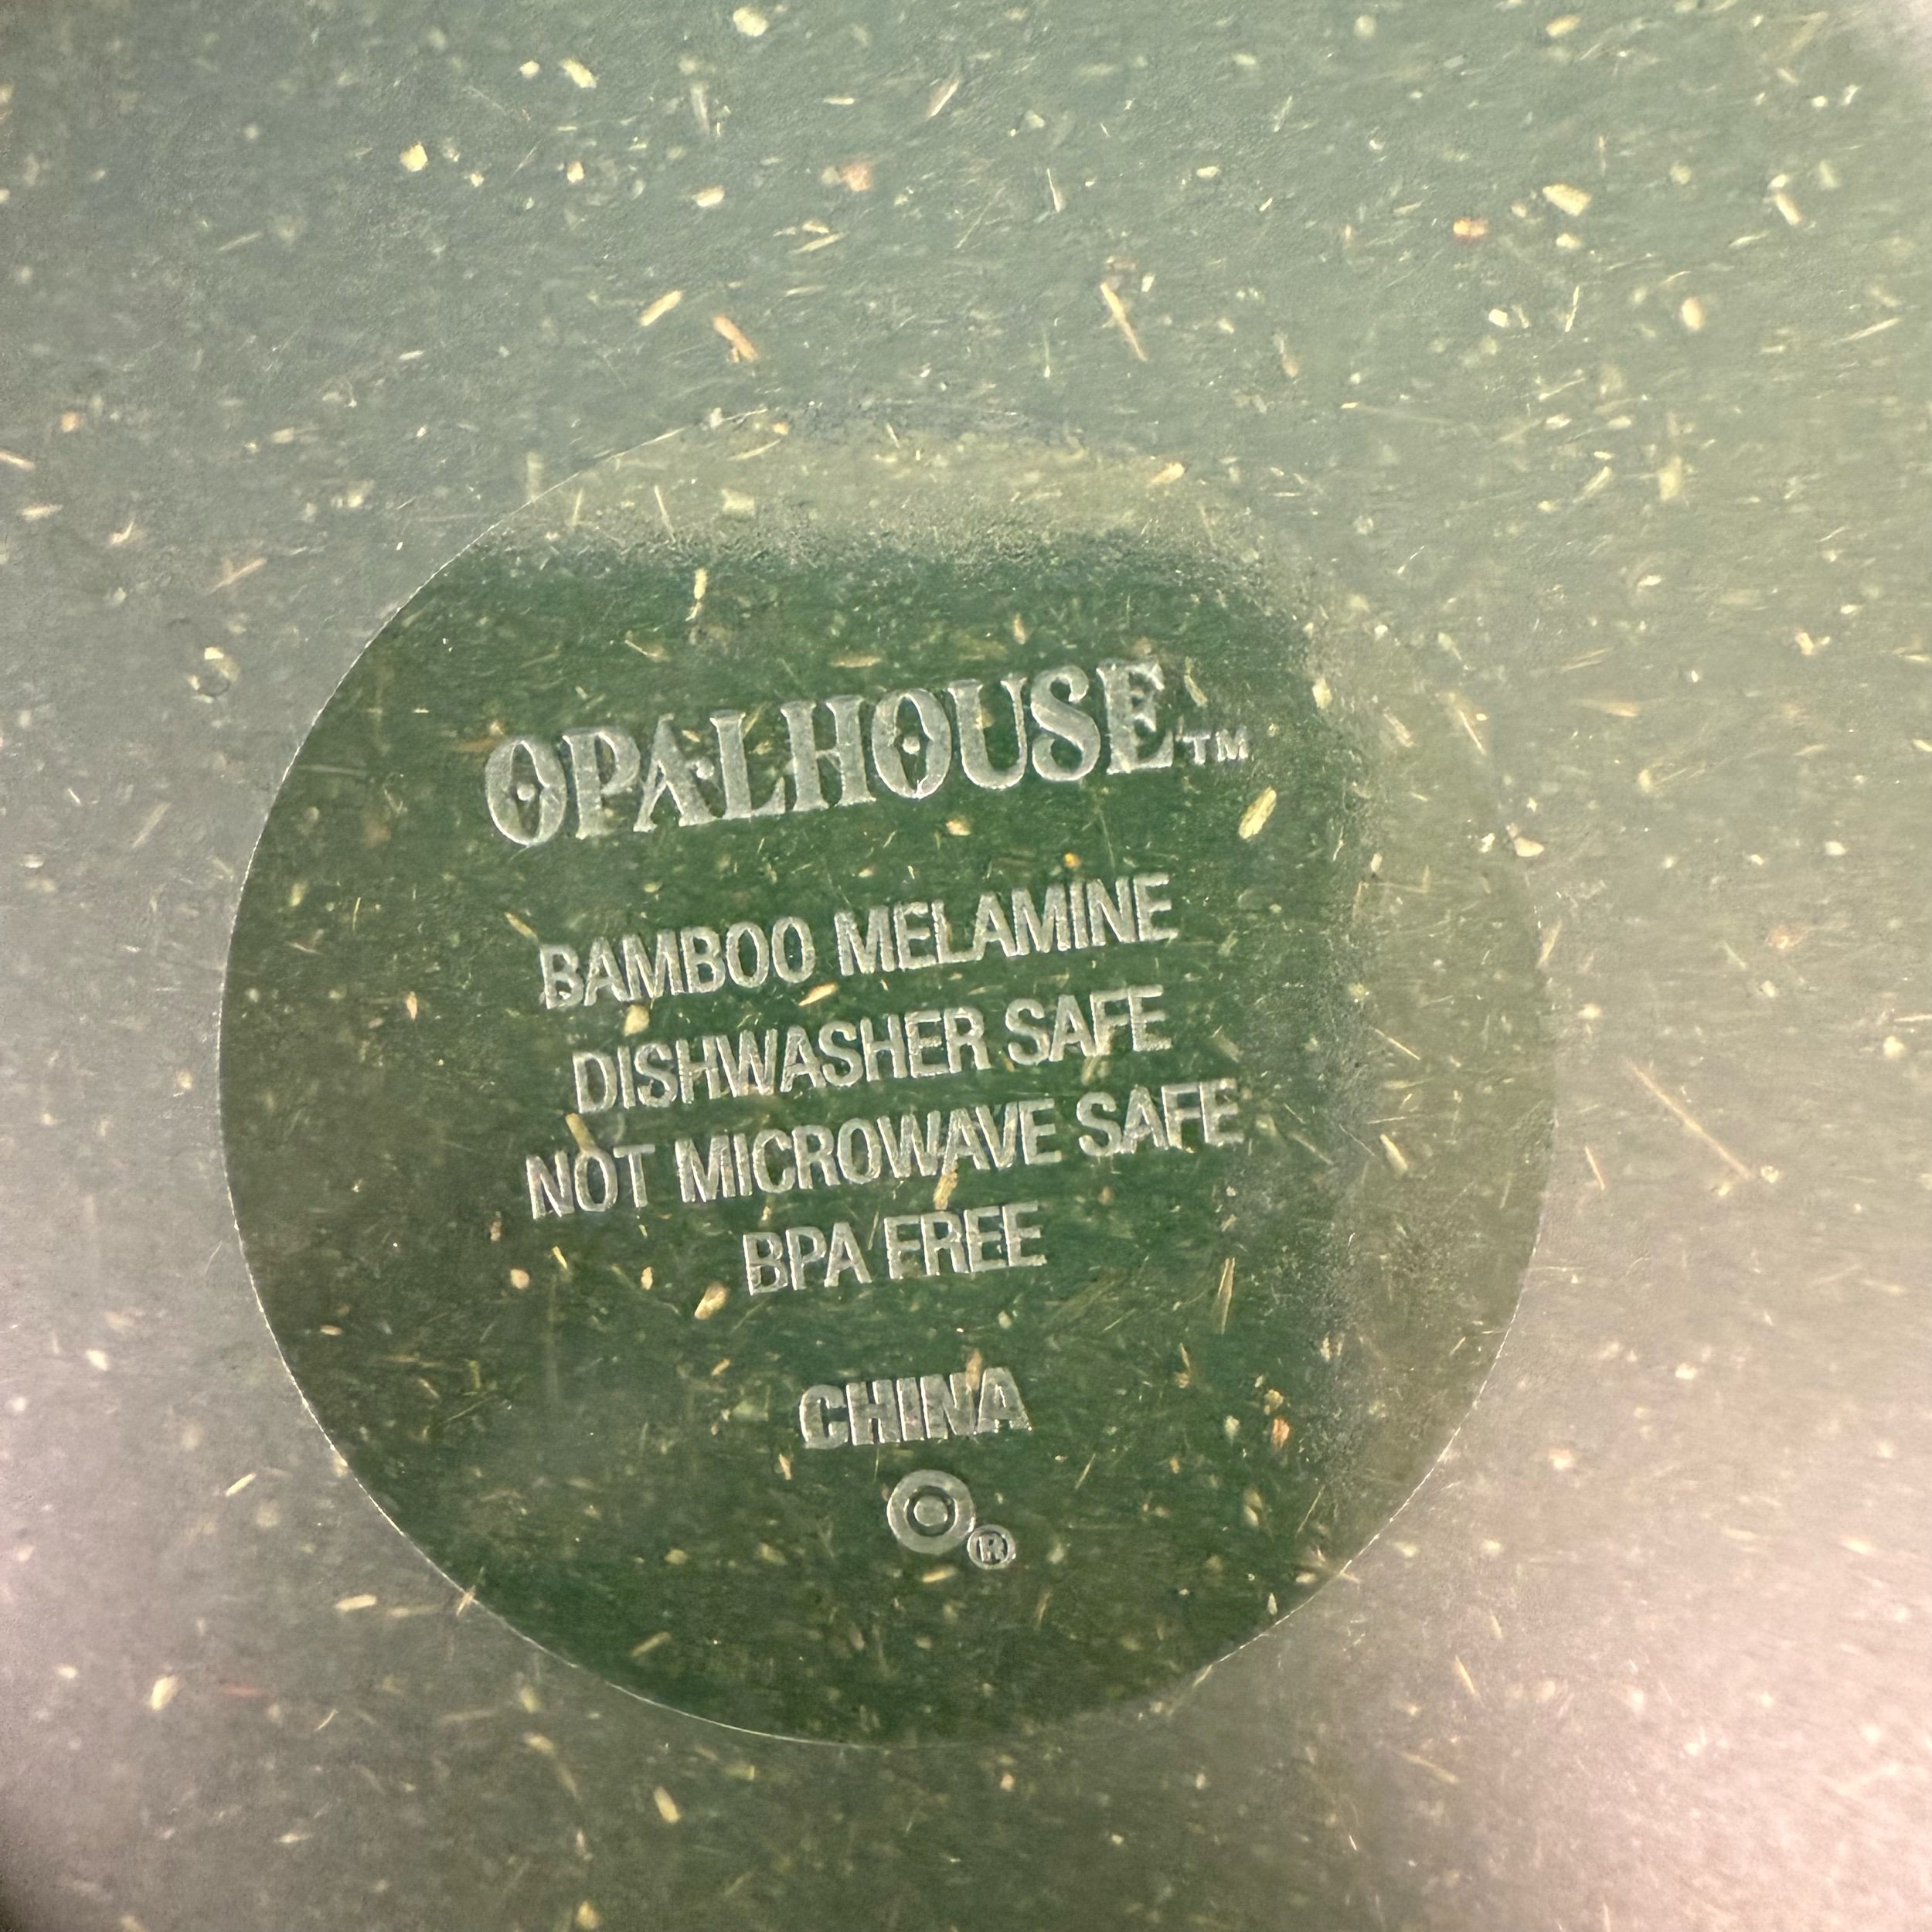 OPALHOUSE™
BAMBOO MELAMINE
DISHWASHER SAFE
NOT MICROWAVE SAFE
BPA FREE
CHINA
®